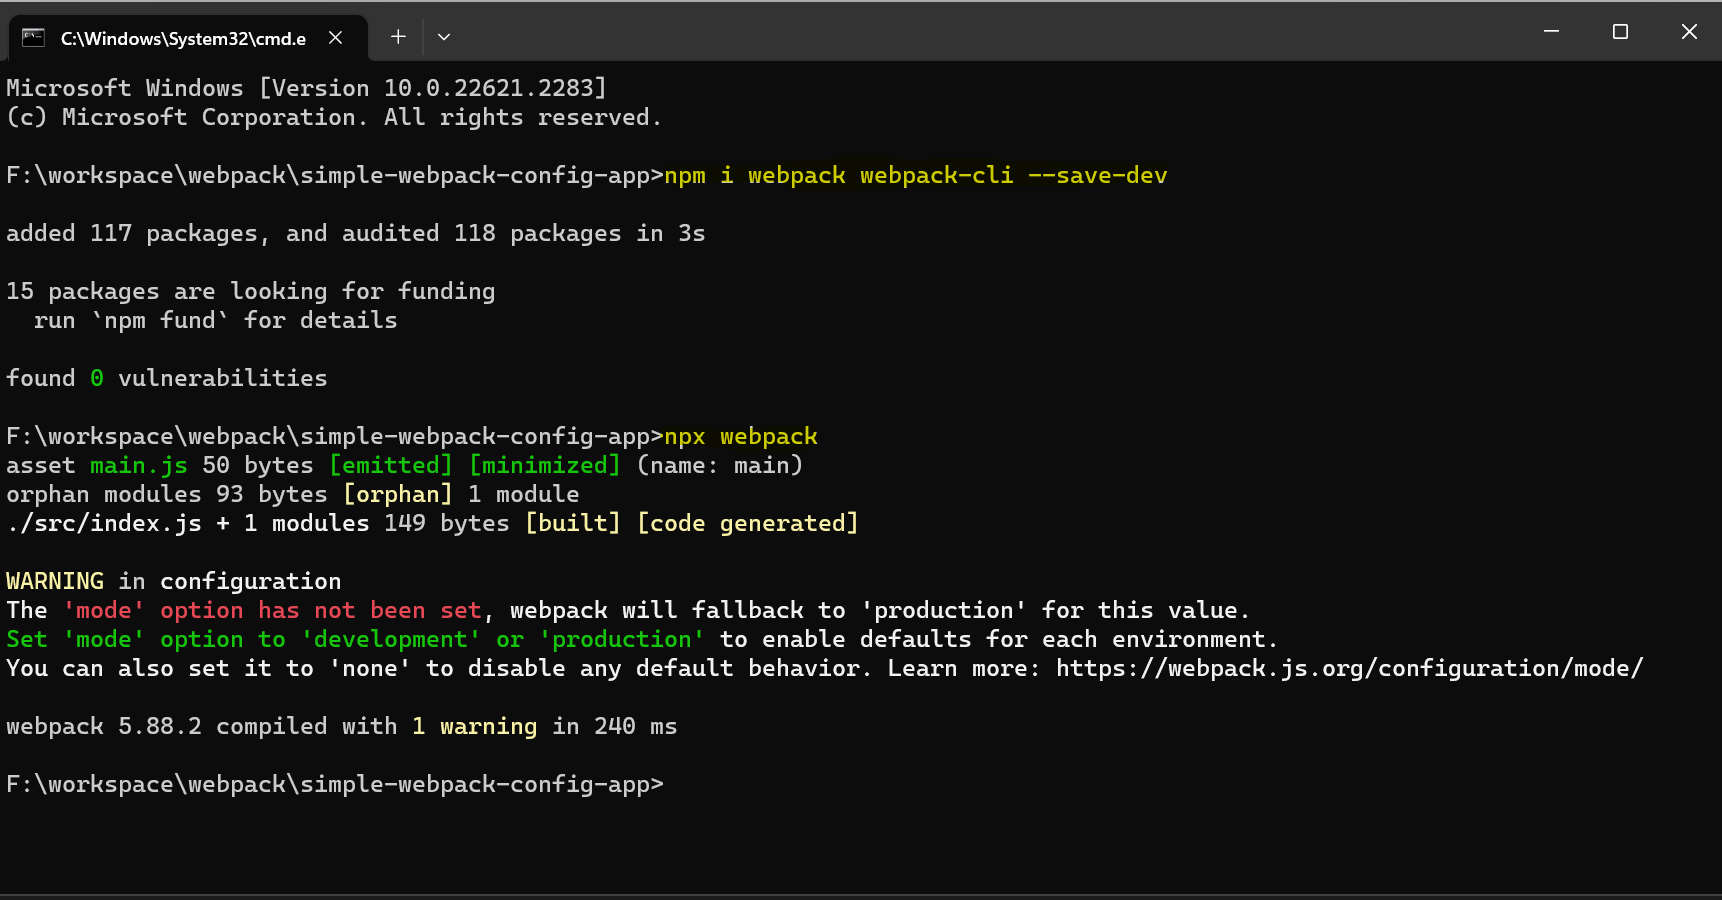 C:\Windows\System32\cmd.e
Microsoft Windows [Version 10.0.22621.2283]
(c) Microsoft Corporation. All rights reserved.
F:\workspace\webpack\simple-webpack-config-app>npm i webpack webpack-cli --save-dev
added 117 packages, and audited 118 packages in 3s
15 packages are looking for funding
  run `npm fund` for details
found 0 vulnerabilities
F:\workspace\webpack\simple-webpack-config-app>npx webpack
asset main.js 50 bytes [emitted] [minimized] (name: main)
orphan modules 93 bytes [orphan] 1 module
./src/index.js + 1 modules 149 bytes [built] [code generated]
WARNING in configuration
The 'mode' option has not been set, webpack will fallback to 'production' for this value.
Set 'mode' option to 'development' or 'production' to enable defaults for each environment.
You can also set it to 'none' to disable any default behavior. Learn more: https://webpack.js.org/configuration/mode/
webpack 5.88.2 compiled with 1 warning in 240 ms
F:\workspace\webpack\simple-webpack-config-app>